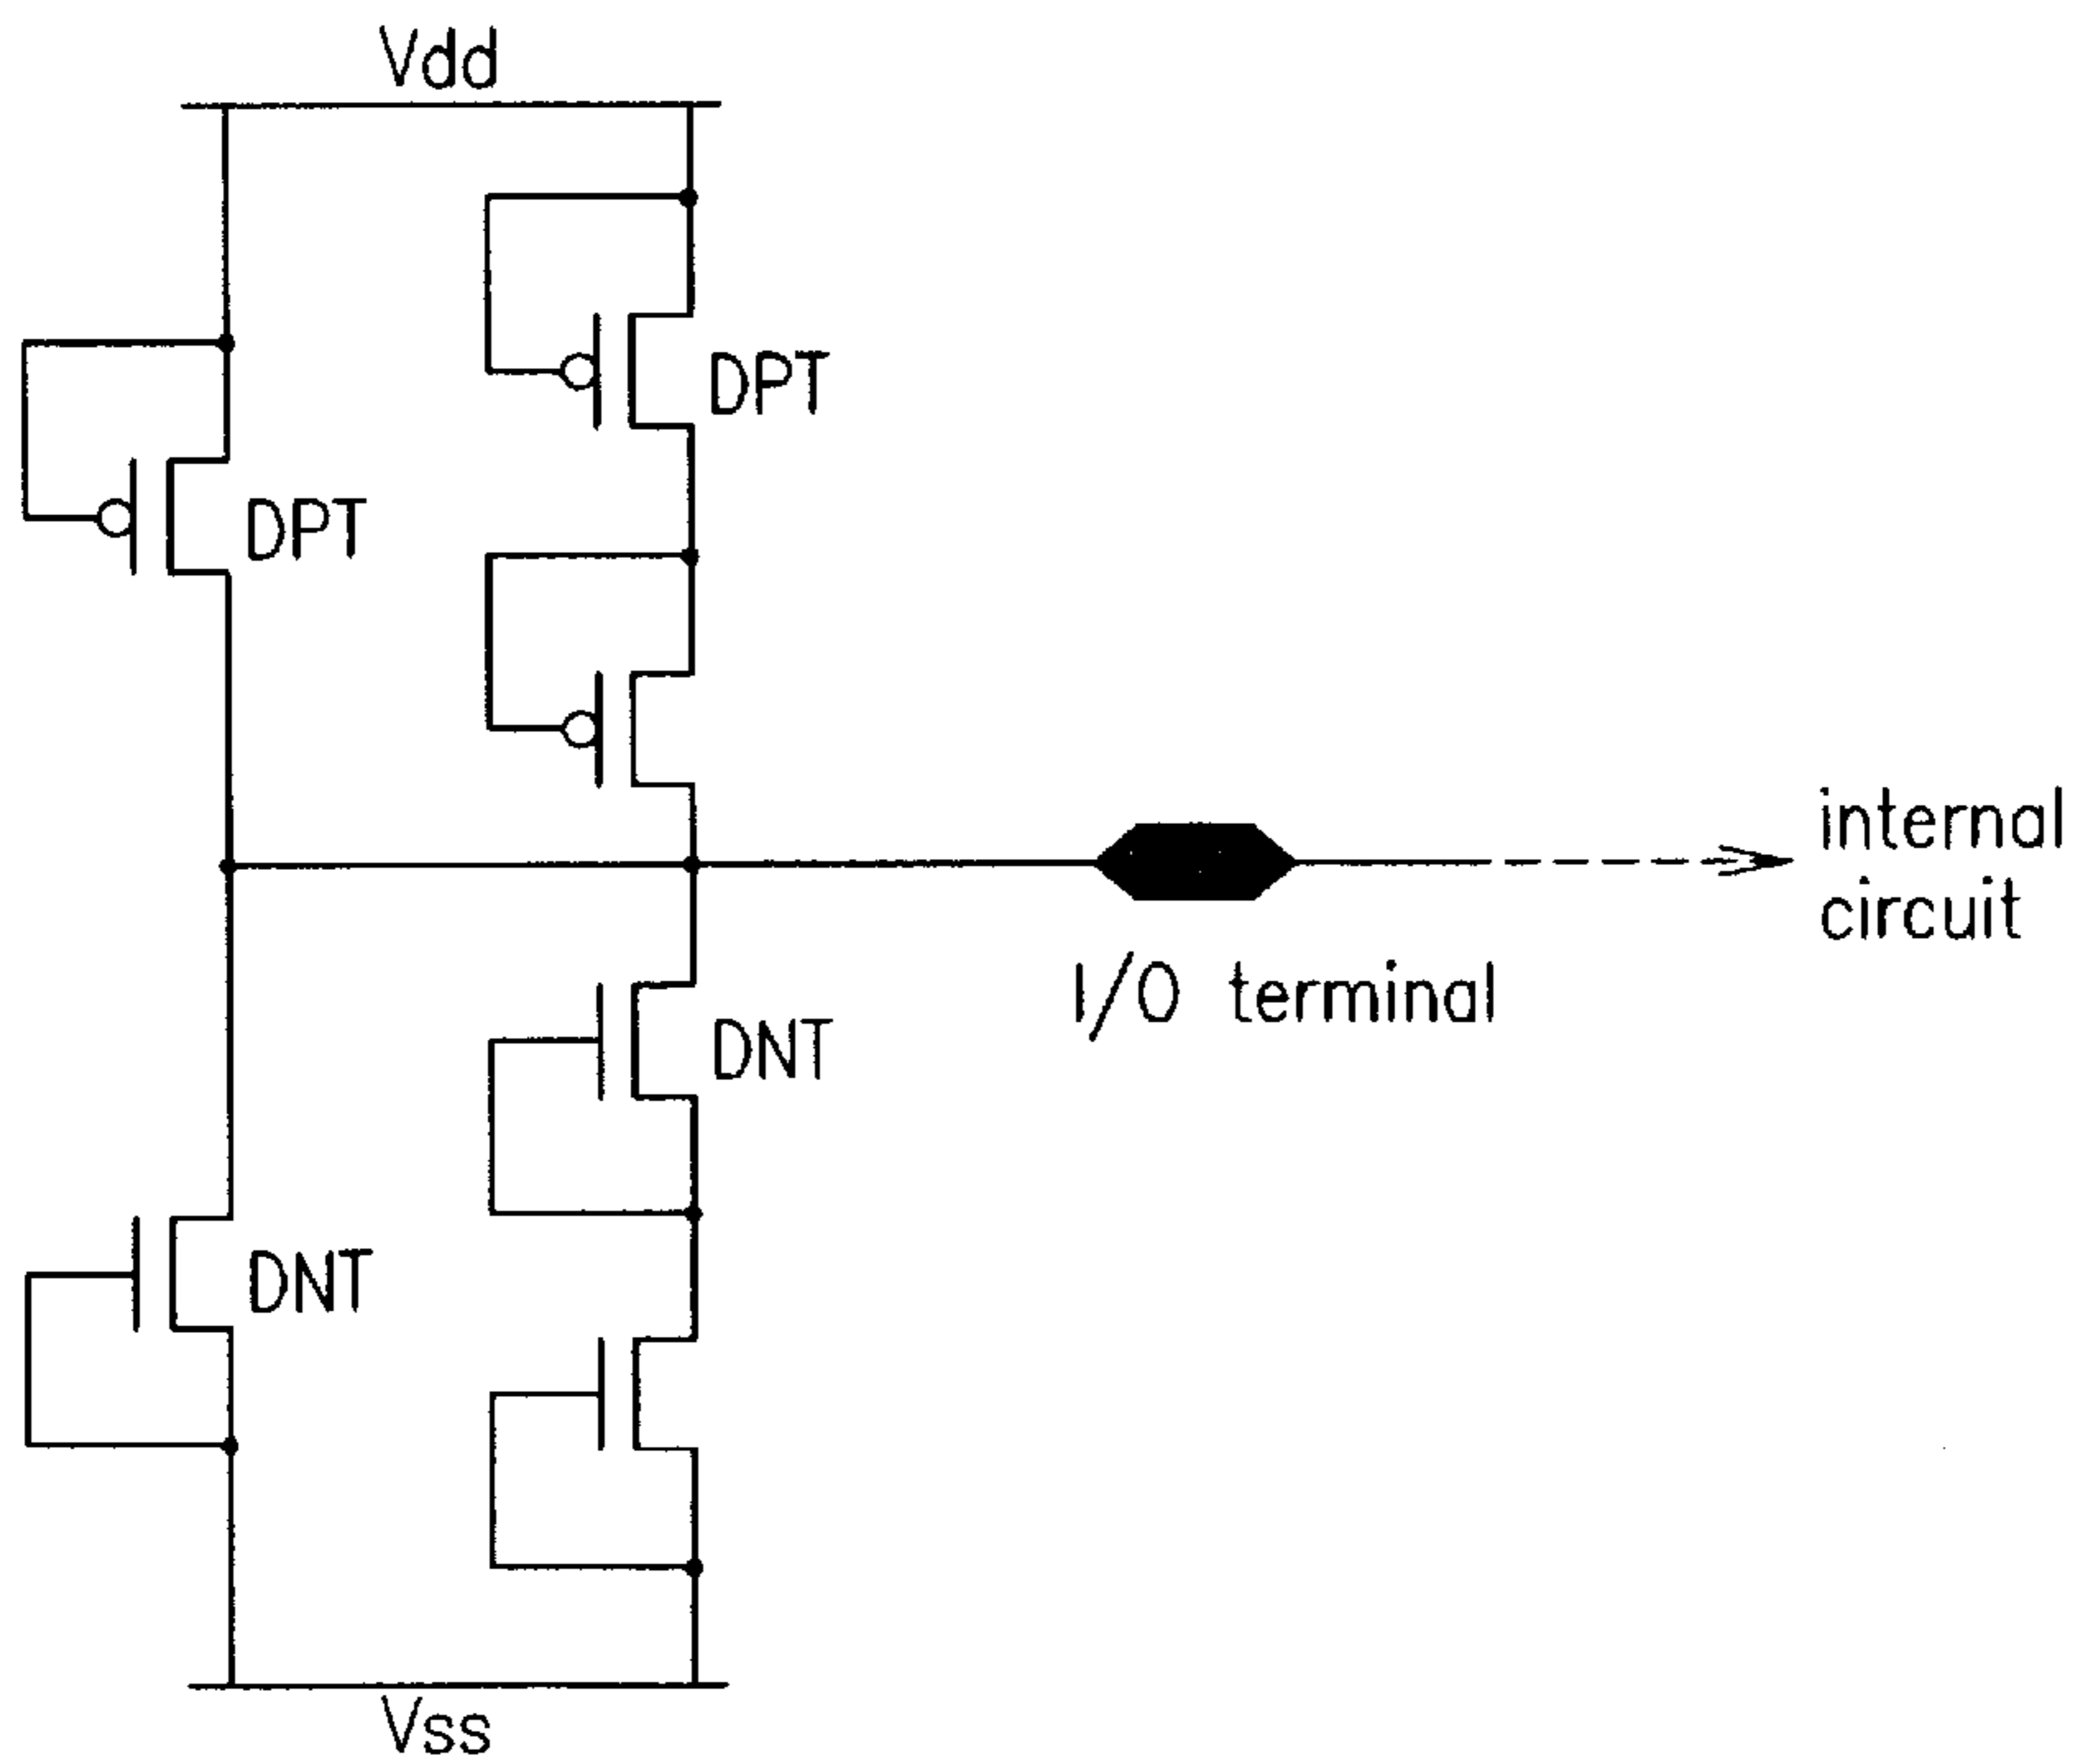 Vdd
DPT
DPT
internal
circuit
I/O terminal
DNT
DNT
Vss